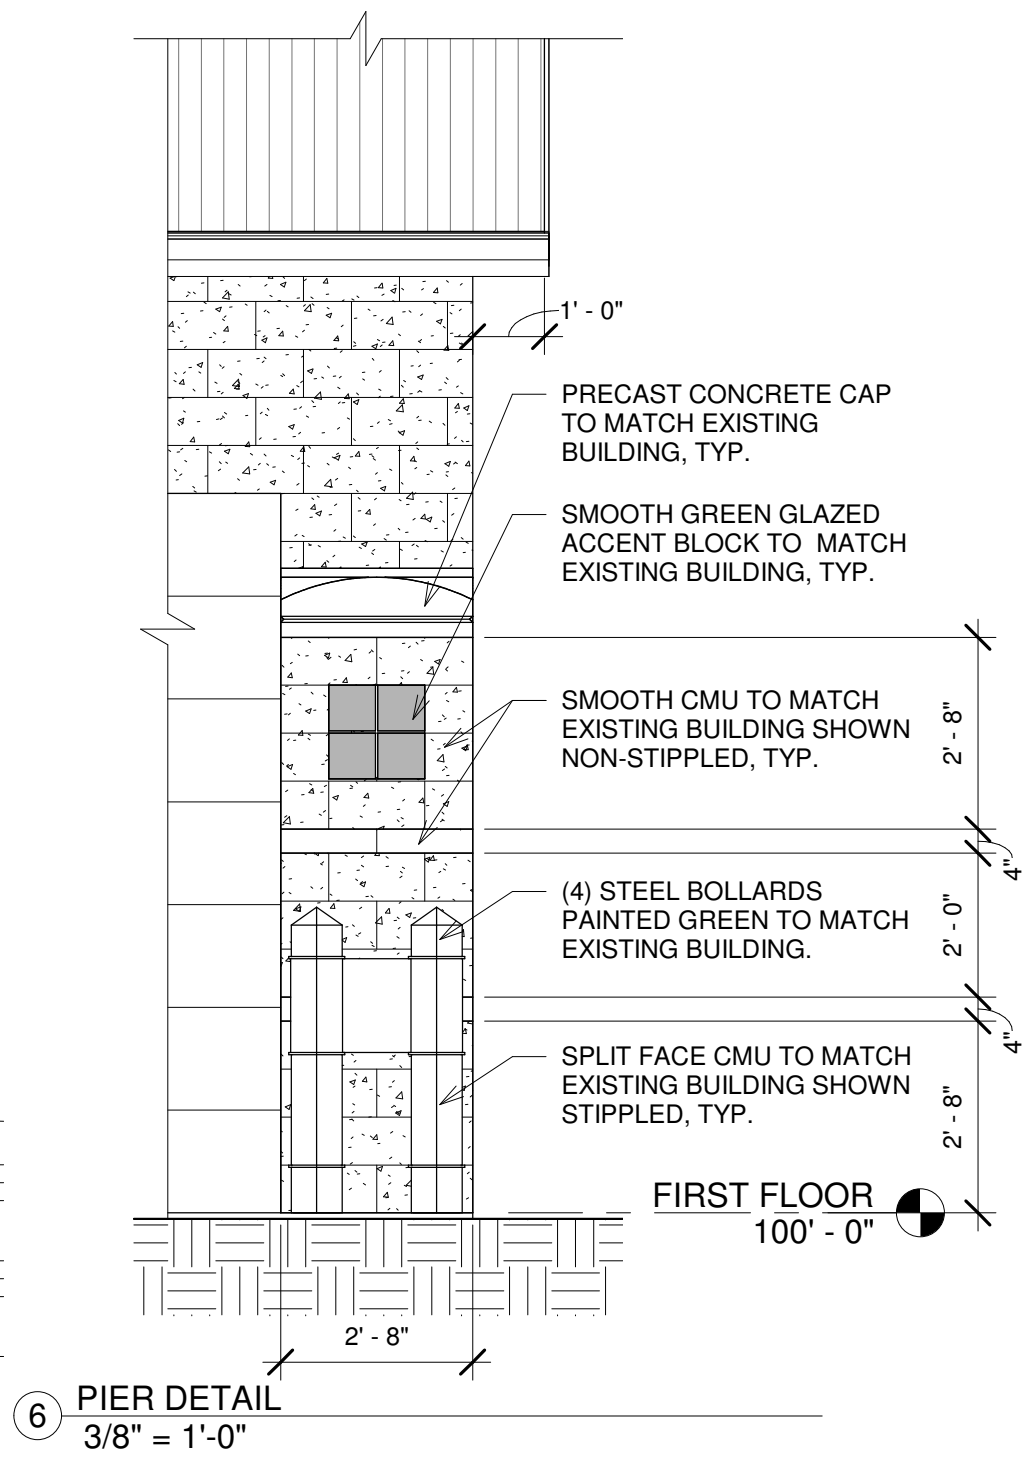 1' - 0"
PRECAST CONCRETE CAP
TO MATCH EXISTING
BUILDING, TYP.
SMOOTH GREEN GLAZED
ACCENT BLOCK TO MATCH
EXISTING BUILDING, TYP.
SMOOTH CMU TO MATCH
EXISTING BUILDING SHOWN
NON-STIPPLED, TYP.
2' - 8"
4"
(4) STEEL BOLLARDS
PAINTED GREEN TO MATCH
EXISTING BUILDING.
2' - 0"
4"
SPLIT FACE CMU TO MATCH
EXISTING BUILDING SHOWN
STIPPLED, TYP.
2' - 8"
FIRST FLOOR
100' - 0"
2' - 8"
6
PIER DETAIL
3/8" = 1'-0"